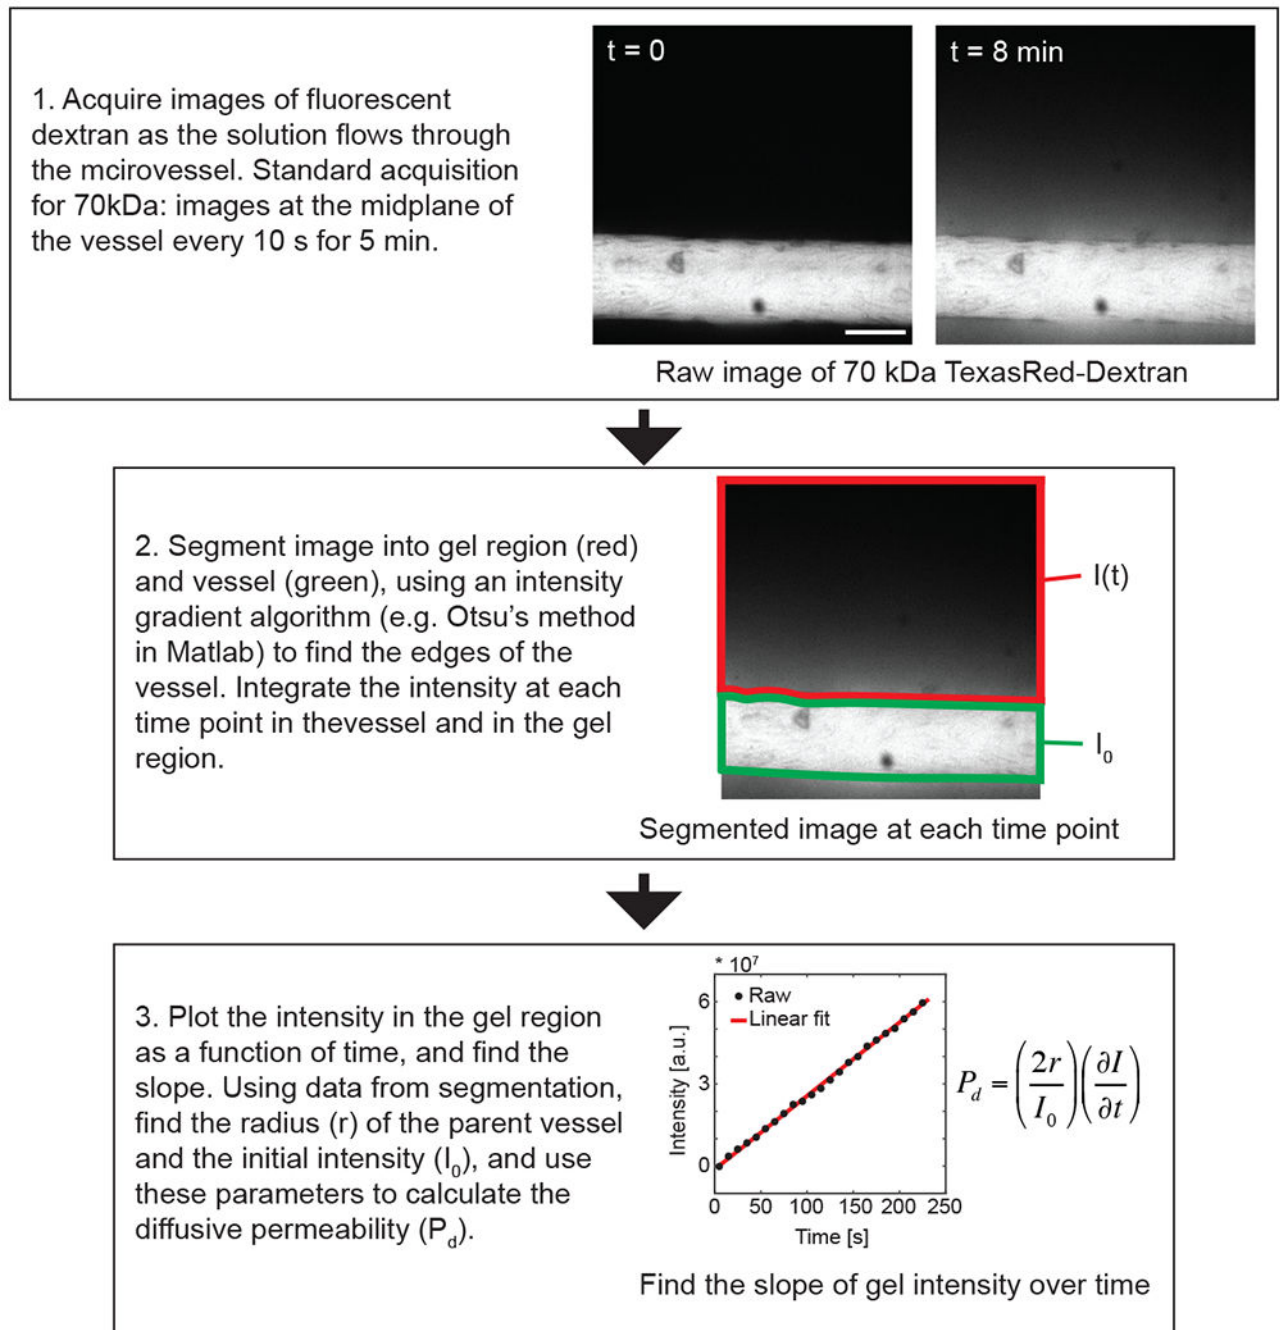 1. Acquire images of fluorescent
dextran as the solution flows through
the mcirovessel. Standard acquisition
for 70kDa: images at the midplane of
the vessel every 10 s for 5 min.
t = 0
t = 8 min
Raw image of 70 kDa TexasRed-Dextran
2. Segment image into gel region (red)
and vessel (green), using an intensity
gradient algorithm (e.g. Otsu's method
in Matlab) to find the edges of the
vessel. Integrate the intensity at each
time point in thevessel and in the gel
region.
I(t)
I₀
Segmented image at each time point
3. Plot the intensity in the gel region
as a function of time, and find the
slope. Using data from segmentation,
find the radius (r) of the parent vessel
and the initial intensity (I₀), and use
these parameters to calculate the
diffusive permeability (P_d).
* 10⁷
6
3
0
Intensity [a.u.]
Raw
Linear fit
0 50 100 150 200 250
Time [s]
P_d = (2r/I₀)(∂I/∂t)
Find the slope of gel intensity over time